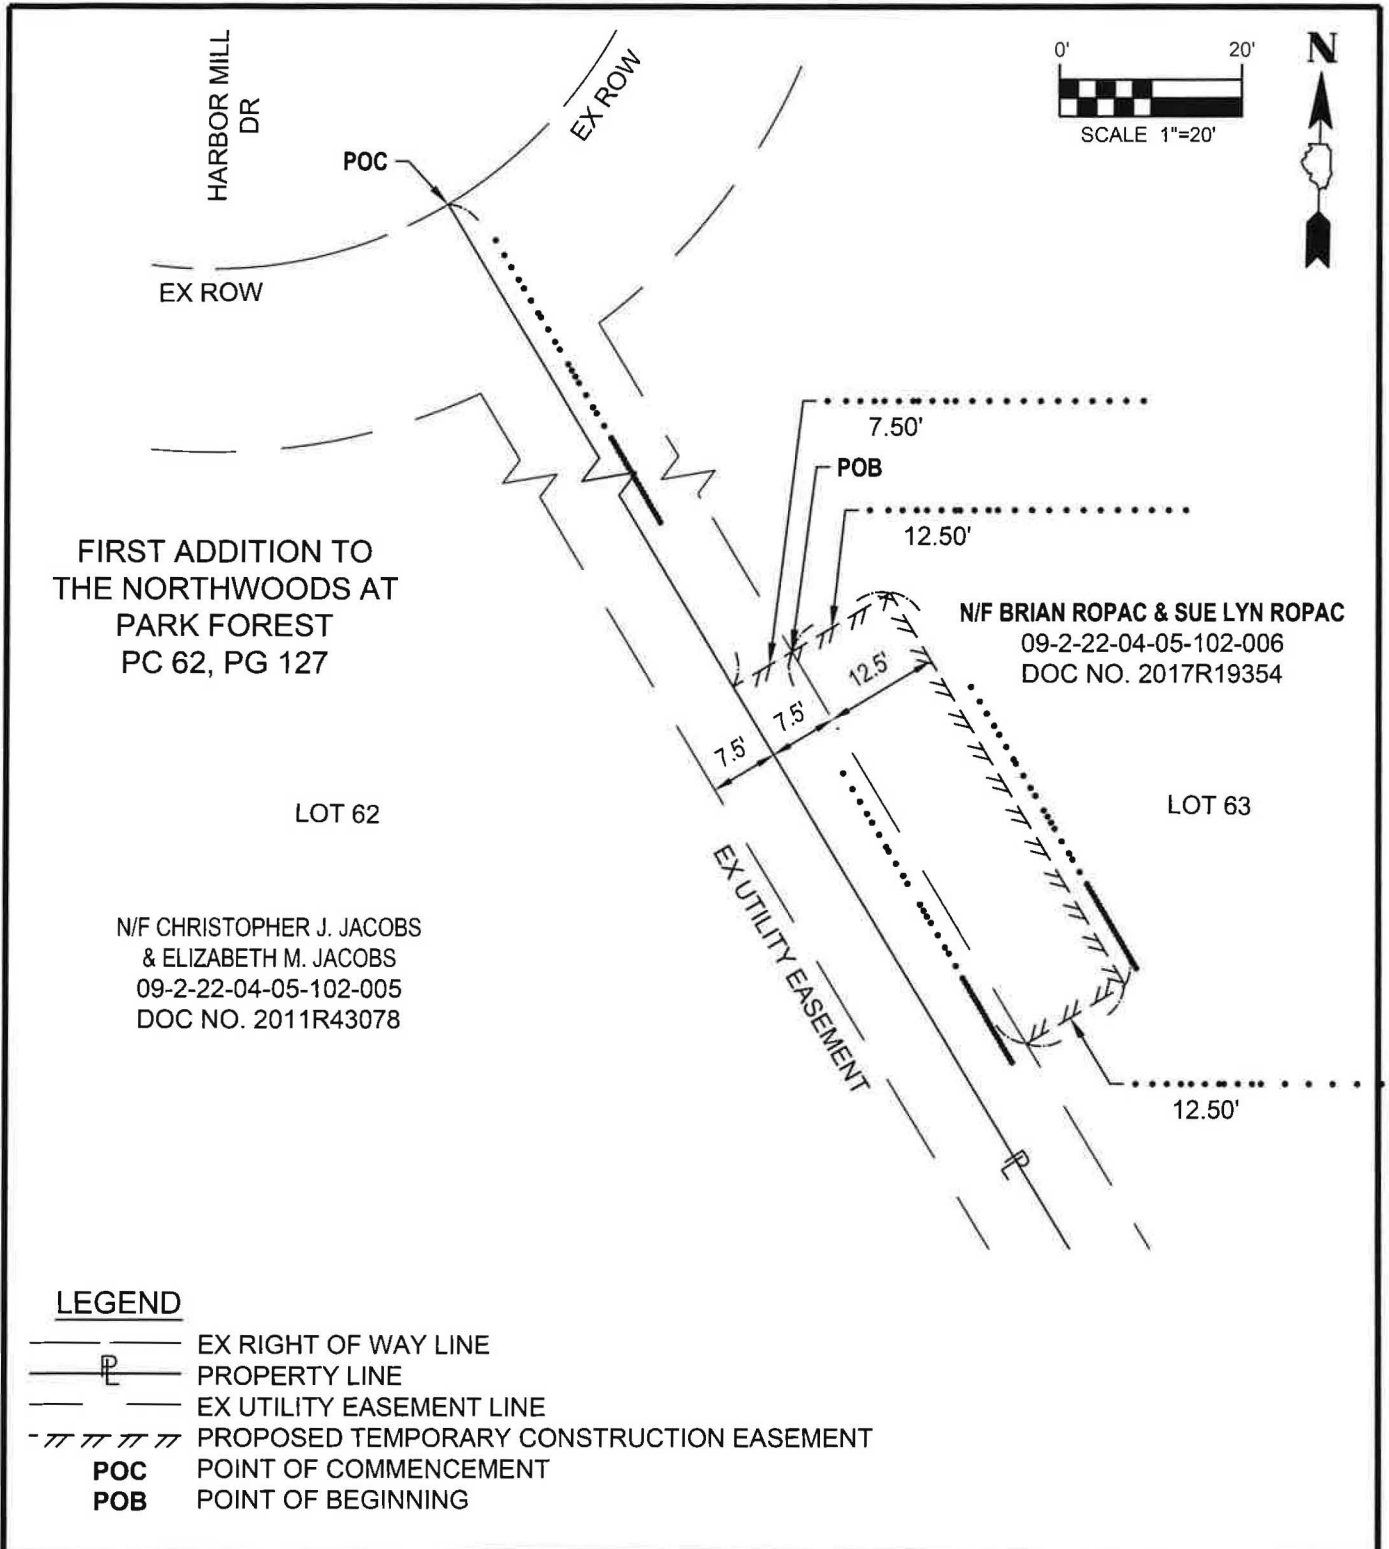 HARBOR MILL
DR
EX ROW
0' 20'
SCALE 1"=20'
N
POC
EX ROW
7.50'
POB
12.50'
FIRST ADDITION TO
THE NORTHWOODS AT
PARK FOREST
PC 62, PG 127
N/F BRIAN ROPAC & SUE LYN ROPAC
09-2-22-04-05-102-006
DOC NO. 2017R19354
12.5'
7.5'
7.5'
LOT 62
LOT 63
EX UTILITY EASEMENT
N/F CHRISTOPHER J. JACOBS
& ELIZABETH M. JACOBS
09-2-22-04-05-102-005
DOC NO. 2011R43078
12.50'
PL
LEGEND
EX RIGHT OF WAY LINE
PL PROPERTY LINE
EX UTILITY EASEMENT LINE
PROPOSED TEMPORARY CONSTRUCTION EASEMENT
POC POINT OF COMMENCEMENT
POB POINT OF BEGINNING